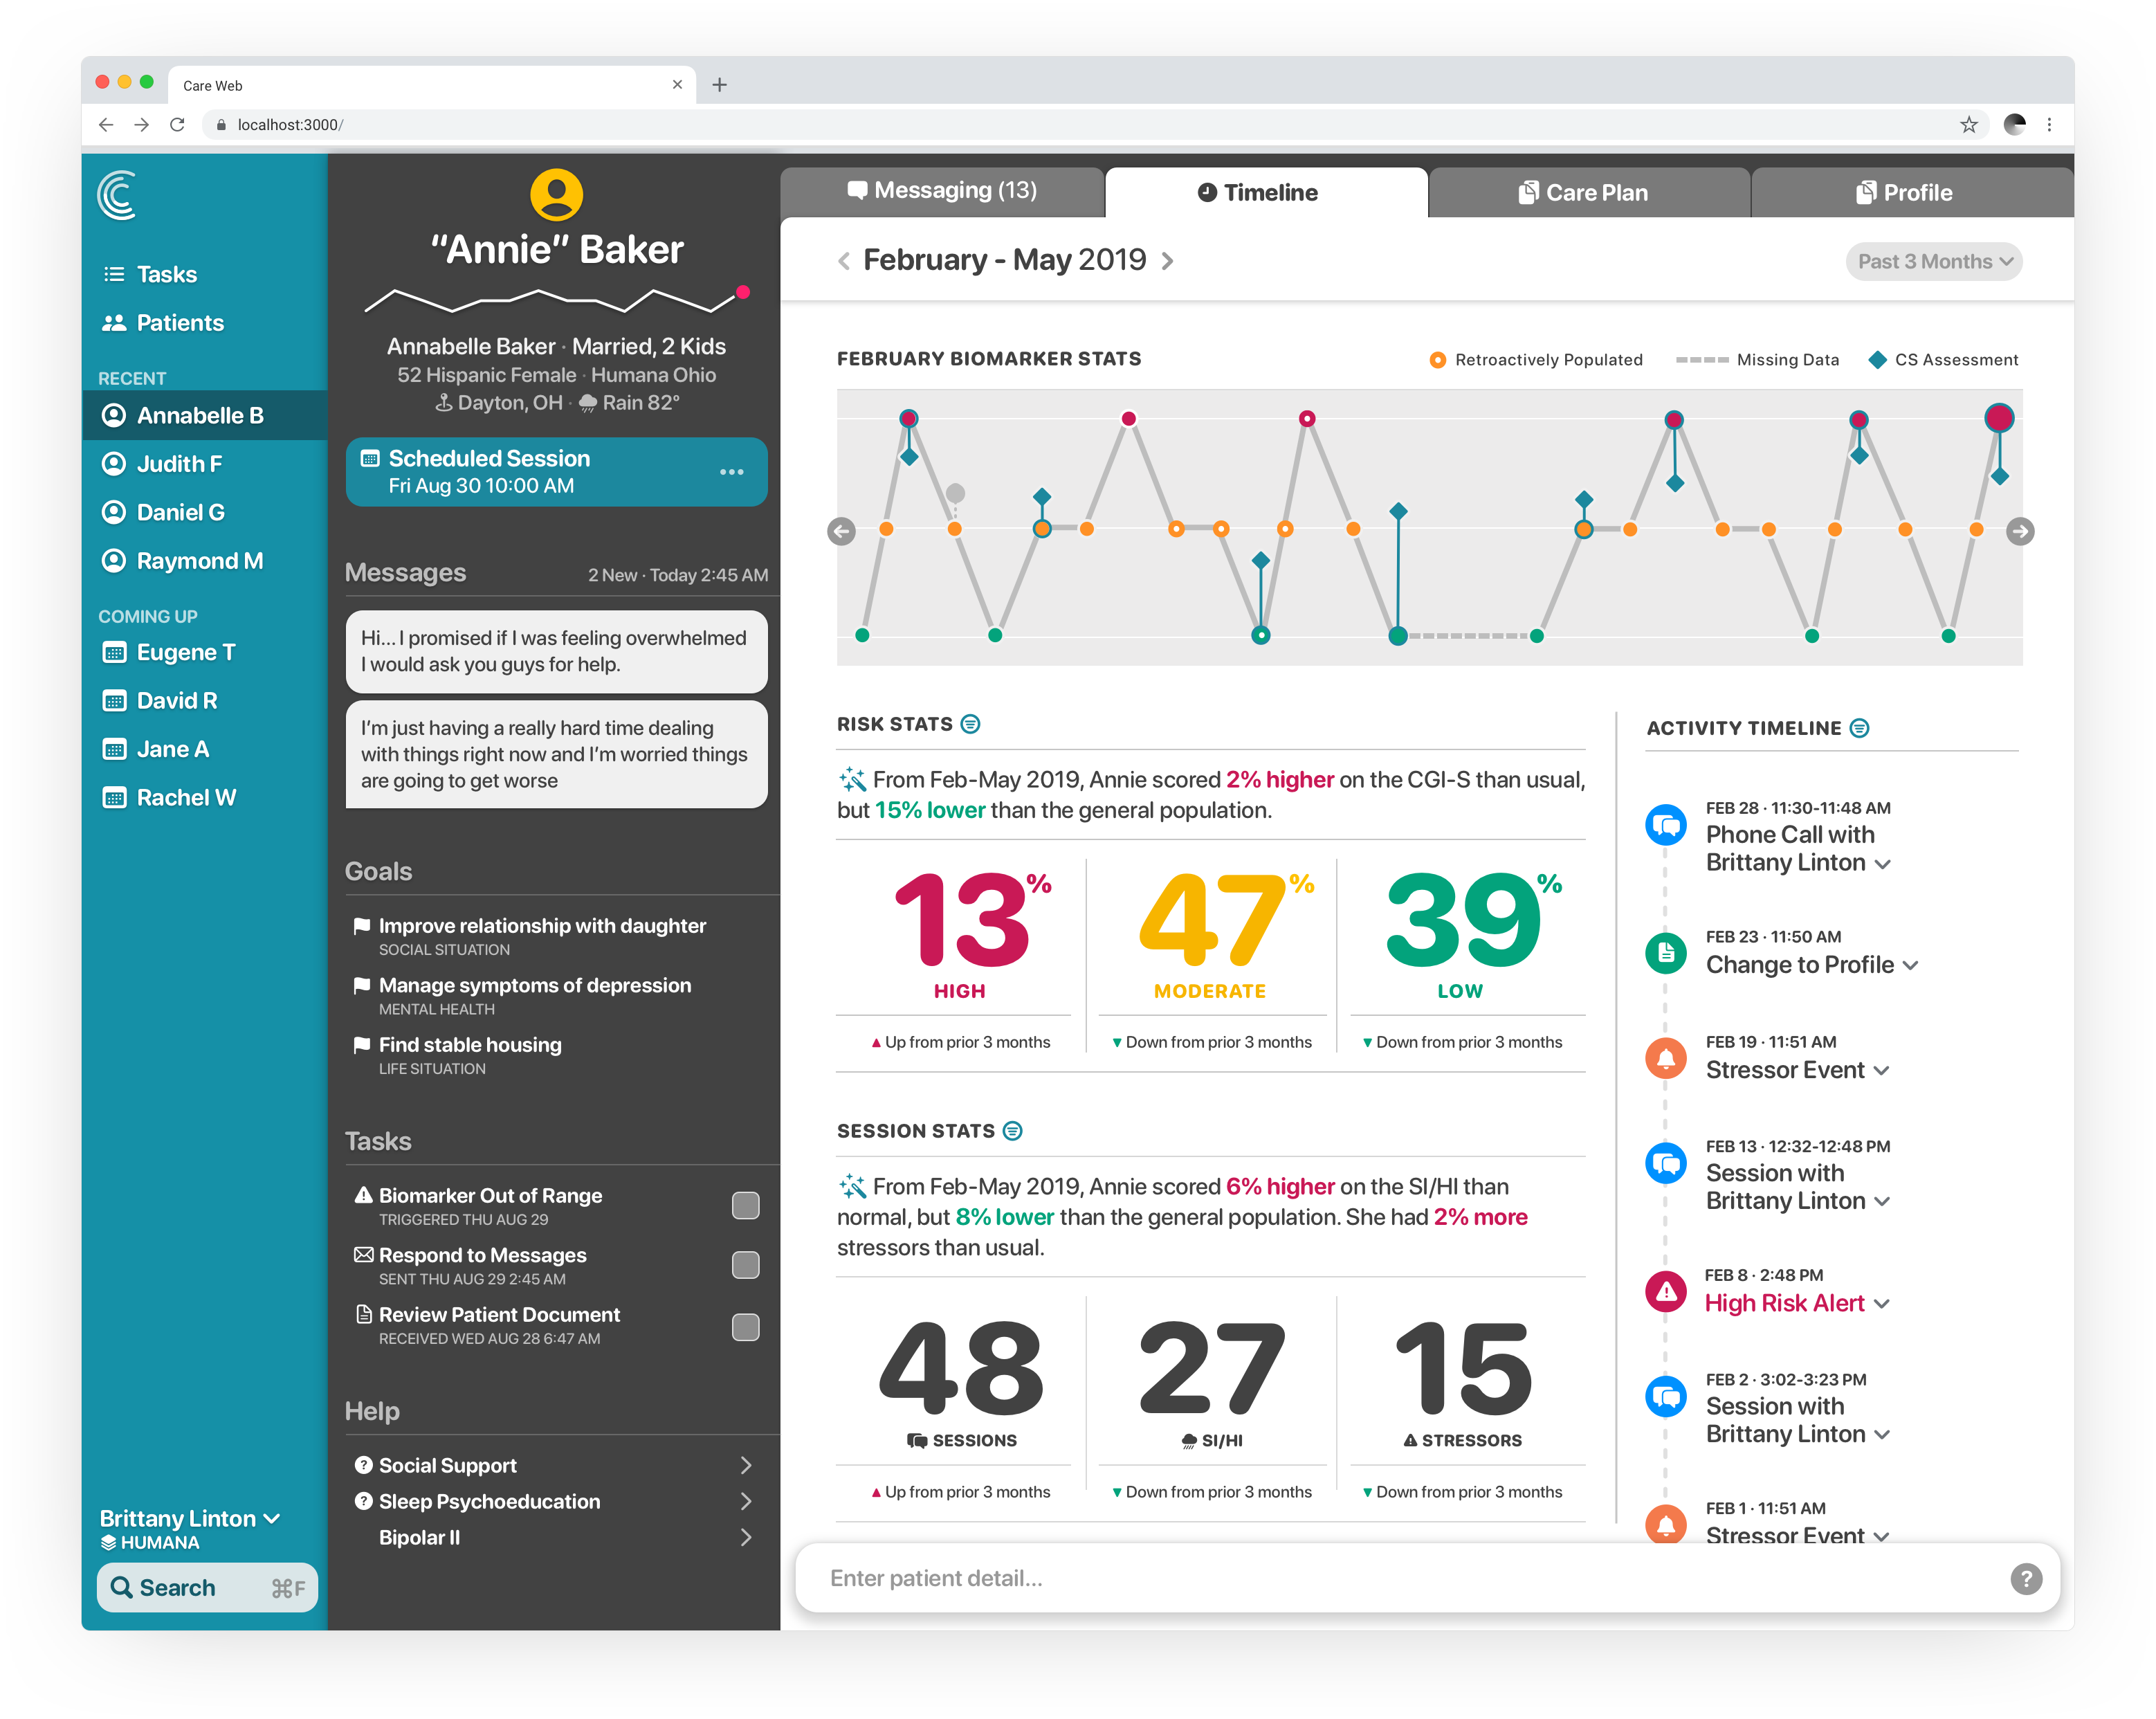 Care Web
localhost:3000/
Tasks
Patients
RECENT
Annabelle B
Judith F
Daniel G
Raymond M
COMING UP
Eugene T
David R
Jane A
Rachel W
Brittany Linton
HUMANA
Search ⌘F
"Annie" Baker
Annabelle Baker · Married, 2 Kids
52 Hispanic Female · Humana Ohio
Dayton, OH · Rain 82°
Scheduled Session
Fri Aug 30 10:00 AM
Messages 2 New · Today 2:45 AM
Hi... I promised if I was feeling overwhelmed
I would ask you guys for help.
I'm just having a really hard time dealing
with things right now and I'm worried things
are going to get worse
Goals
Improve relationship with daughter
SOCIAL SITUATION
Manage symptoms of depression
MENTAL HEALTH
Find stable housing
LIFE SITUATION
Tasks
Biomarker Out of Range
TRIGGERED THU AUG 29
Respond to Messages
SENT THU AUG 29 2:45 AM
Review Patient Document
RECEIVED WED AUG 28 6:47 AM
Help
Social Support
Sleep Psychoeducation
Bipolar II
Messaging (13)
Timeline
Care Plan
Profile
February - May 2019
Past 3 Months
FEBRUARY BIOMARKER STATS
Retroactively Populated
Missing Data
CS Assessment
RISK STATS
From Feb-May 2019, Annie scored 2% higher on the CGI-S than usual,
but 15% lower than the general population.
13%
HIGH
Up from prior 3 months
47%
MODERATE
Down from prior 3 months
39%
LOW
Down from prior 3 months
SESSION STATS
From Feb-May 2019, Annie scored 6% higher on the SI/HI than
normal, but 8% lower than the general population. She had 2% more
stressors than usual.
48
SESSIONS
Up from prior 3 months
27
SI/HI
Down from prior 3 months
15
STRESSORS
Down from prior 3 months
ACTIVITY TIMELINE
FEB 28 · 11:30-11:48 AM
Phone Call with
Brittany Linton
FEB 23 · 11:50 AM
Change to Profile
FEB 19 · 11:51 AM
Stressor Event
FEB 13 · 12:32-12:48 PM
Session with
Brittany Linton
FEB 8 · 2:48 PM
High Risk Alert
FEB 2 · 3:02-3:23 PM
Session with
Brittany Linton
FEB 1 · 11:51 AM
Stressor Event
Enter patient detail...